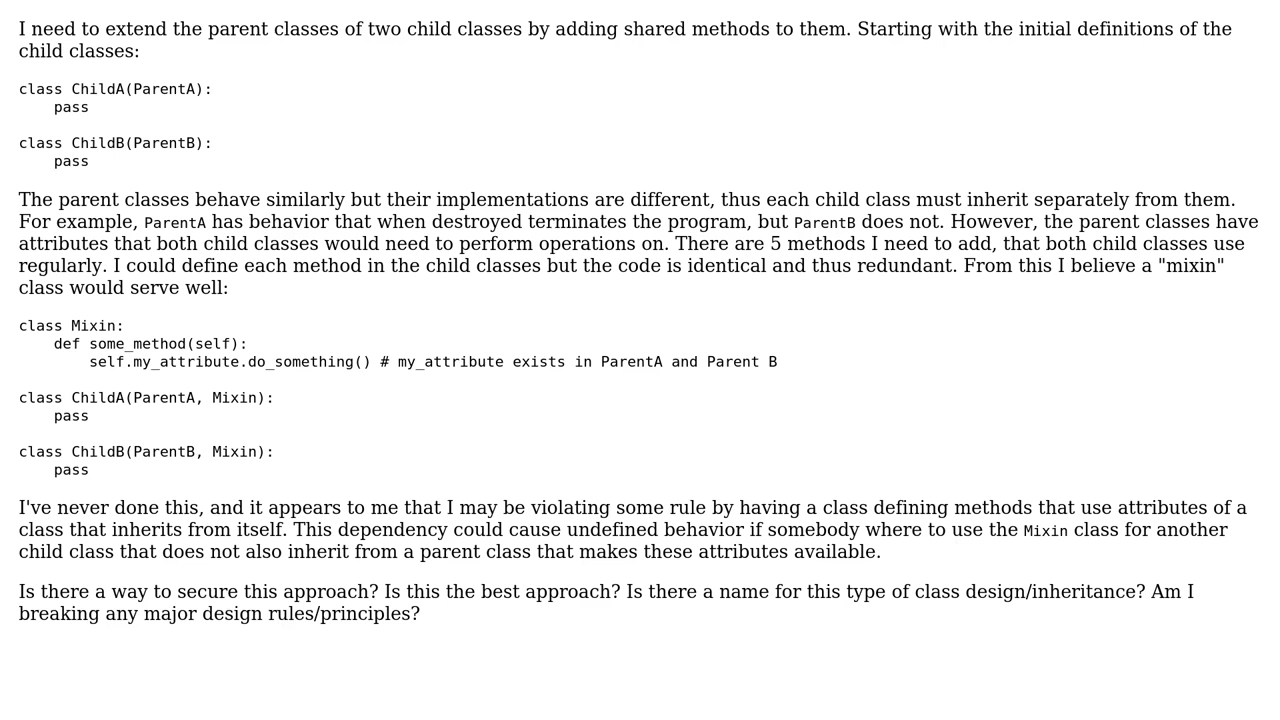 I need to extend the parent classes of two child classes by adding shared methods to them. Starting with the initial definitions of the
child classes:
class ChildA(ParentA):
    pass
class ChildB(ParentB):
    pass
The parent classes behave similarly but their implementations are different, thus each child class must inherit separately from them.
For example, ParentA has behavior that when destroyed terminates the program, but ParentB does not. However, the parent classes have
attributes that both child classes would need to perform operations on. There are 5 methods I need to add, that both child classes use
regularly. I could define each method in the child classes but the code is identical and thus redundant. From this I believe a "mixin"
class would serve well:
class Mixin:
    def some_method(self):
        self.my_attribute.do_something() # my_attribute exists in ParentA and Parent B
class ChildA(ParentA, Mixin):
    pass
class ChildB(ParentB, Mixin):
    pass
I've never done this, and it appears to me that I may be violating some rule by having a class defining methods that use attributes of a
class that inherits from itself. This dependency could cause undefined behavior if somebody where to use the Mixin class for another
child class that does not also inherit from a parent class that makes these attributes available.
Is there a way to secure this approach? Is this the best approach? Is there a name for this type of class design/inheritance? Am I
breaking any major design rules/principles?